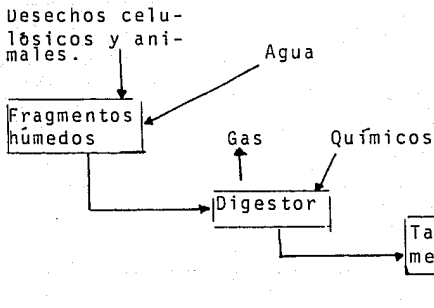 Desechos celu-
lósicos y ani-
males.
Agua
Fragmentos
húmedos
Gas
Químicos
Digestor
Ta
me